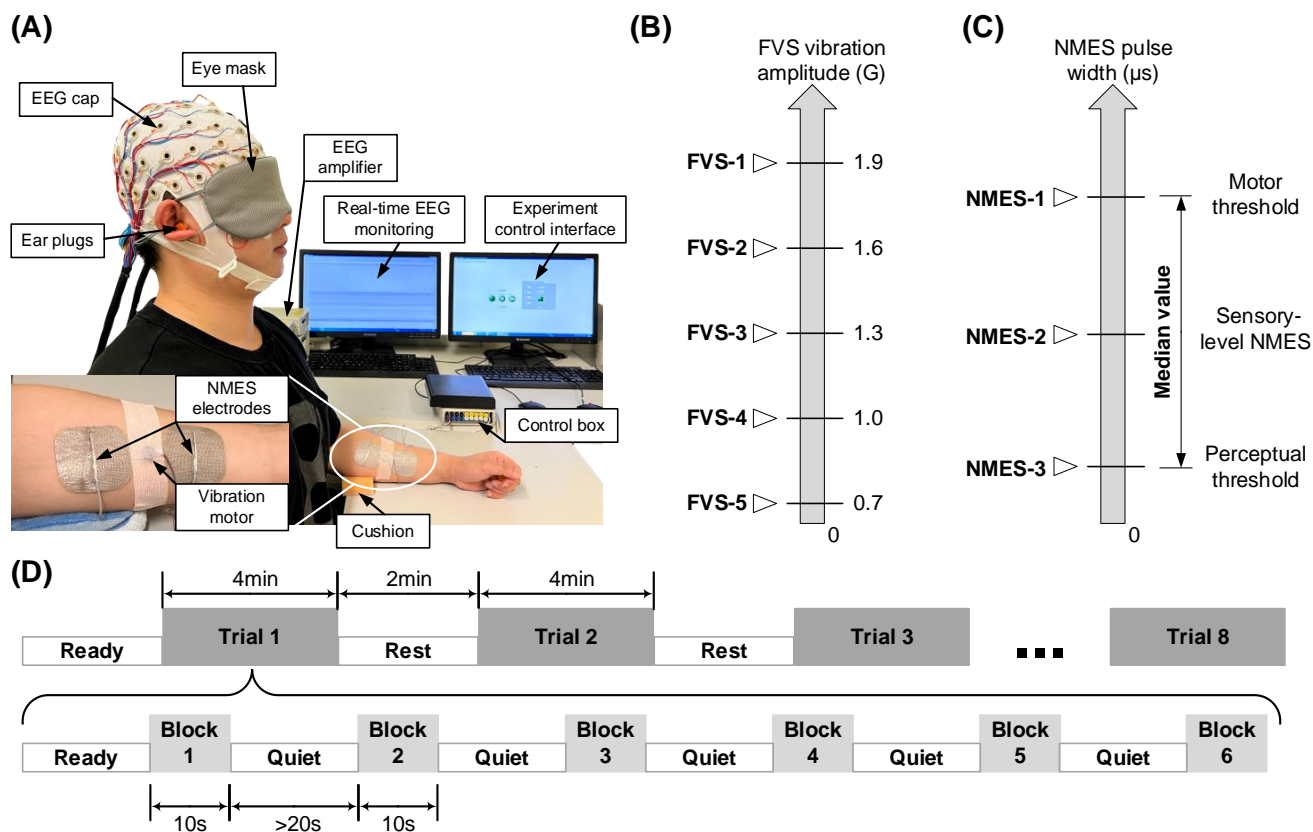 (A)
Eye mask
EEG cap
EEG
amplifier
Real-time EEG
monitoring
Experiment
control interface
Ear plugs
NMES
electrodes
Control box
Vibration
motor
Cushion
(B)
FVS vibration
amplitude (G)
FVS-1
1.9
FVS-2
1.6
FVS-3
1.3
FVS-4
1.0
FVS-5
0.7
0
(C)
NMES pulse
width (μs)
NMES-1
Motor
threshold
NMES-2
Median value
Sensory-
level NMES
NMES-3
Perceptual
threshold
0
(D)
4min
2min
4min
Ready
Trial 1
Rest
Trial 2
Rest
Trial 3
Trial 8
Ready
Block
1
Quiet
Block
2
Quiet
Block
3
Quiet
Block
4
Quiet
Block
5
Quiet
Block
6
10s
>20s
10s